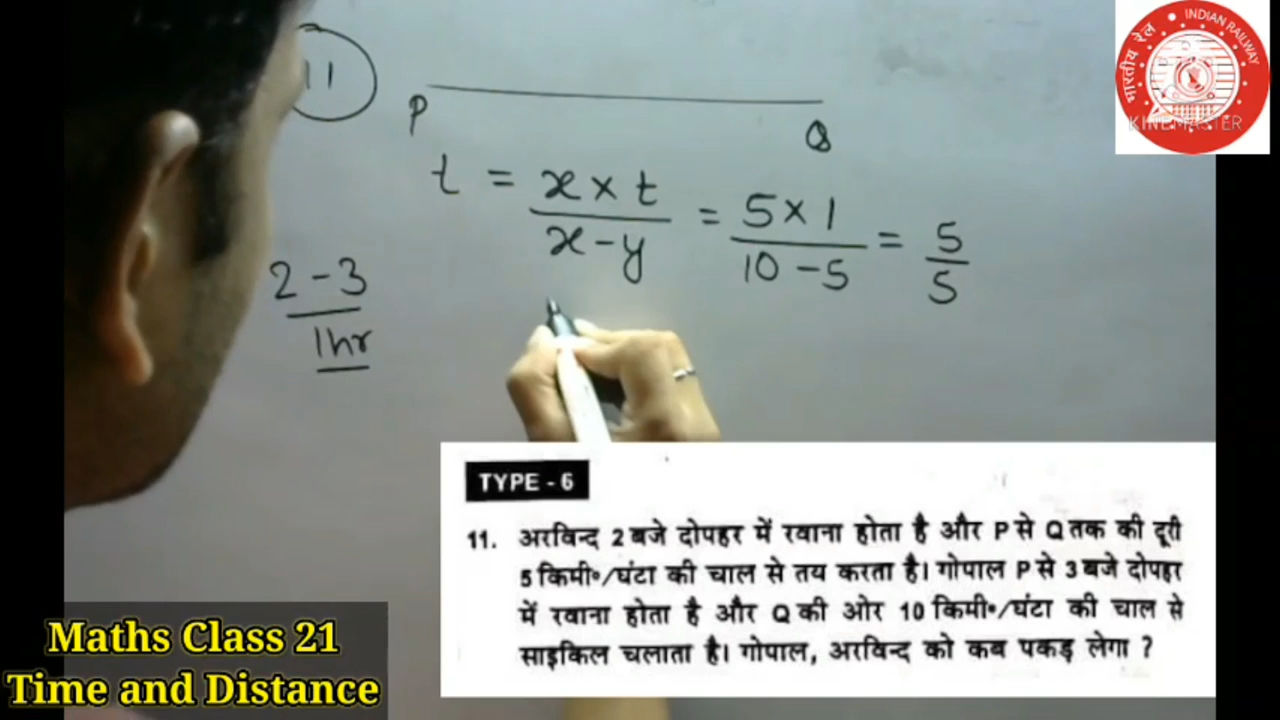 11
P
Q
t = x × t / x - y = 5 × 1 / 10 - 5 = 5 / 5
2 - 3
1hr
भारतीय रेल INDIAN RAILWAY
KINEMASTER
TYPE - 6
11. अरविन्द 2 बजे दोपहर में रवाना होता है और P से Q तक की दूरी
5 किमी॰/घंटा की चाल से तय करता है। गोपाल P से 3 बजे दोपहर
में रवाना होता है और Q की ओर 10 किमी॰/घंटा की चाल से
साइकिल चलाता है। गोपाल, अरविन्द को कब पकड़ लेगा ?
Maths Class 21
Time and Distance